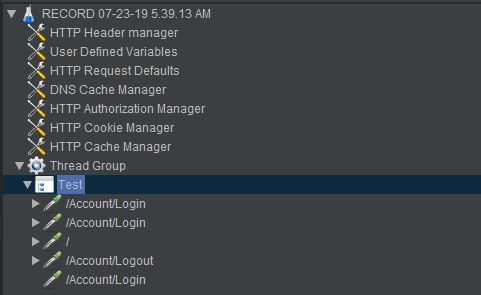 RECORD 07-23-19 5.39.13 AM
HTTP Header manager
User Defined Variables
HTTP Request Defaults
DNS Cache Manager
HTTP Authorization Manager
HTTP Cookie Manager
HTTP Cache Manager
Thread Group
Test
/Account/Login
/Account/Login
/
/Account/Logout
/Account/Login